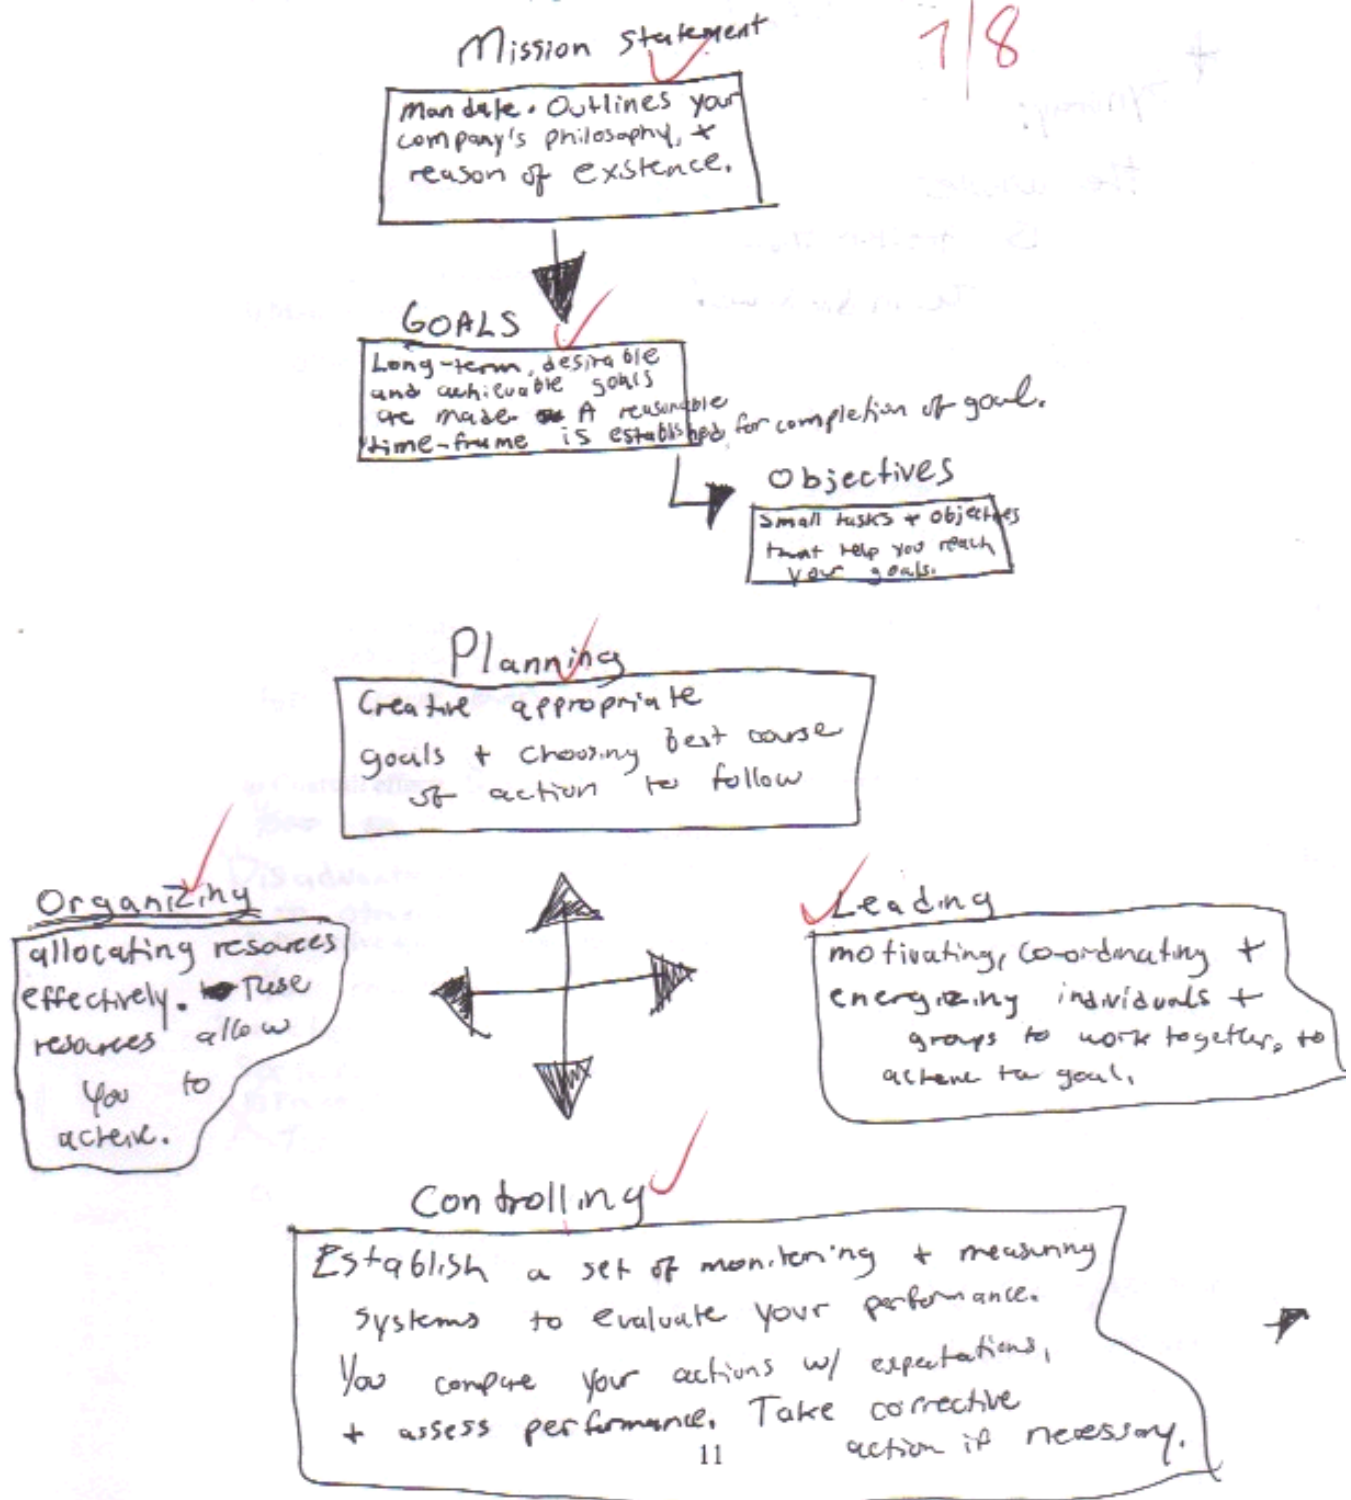 Mission Statement
7/8
Mandate. Outlines your
company's philosophy, +
reason of existence.
GOALS
Long-term, desirable
and achievable goals
are made. A reasonable
time-frame is established for completion of goal.
Objectives
Small tasks + objectives
that help you reach
your goals.
Planning
Creative appropriate
goals + choosing best course
of action to follow
Organizing
allocating resources
effectively. These
resources allow
you to
acheive.
Leading
motivating, co-ordinating +
energizing individuals +
groups to work together, to
acheive goal.
Controlling
Establish a set of monitoring + measuring
systems to evaluate your performance.
You compare your actions w/ expectations,
+ assess performance. Take corrective
action if necessary.
11